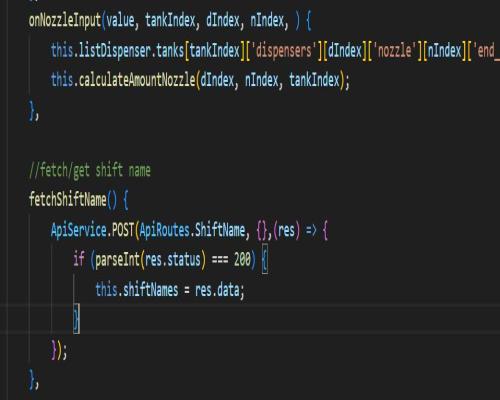 onNozzleInput(value, tankIndex, dIndex, nIndex, ) {
this.listDispenser.tanks[tankIndex]['dispensers'][dIndex]['nozzle'][nIndex]['end_
this.calculateAmountNozzle(dIndex, nIndex, tankIndex);
},
//fetch/get shift name
fetchShiftName() {
ApiService.POST(ApiRoutes.ShiftName, {},(res) => {
if (parseInt(res.status) === 200) {
this.shiftNames = res.data;
}
});
},